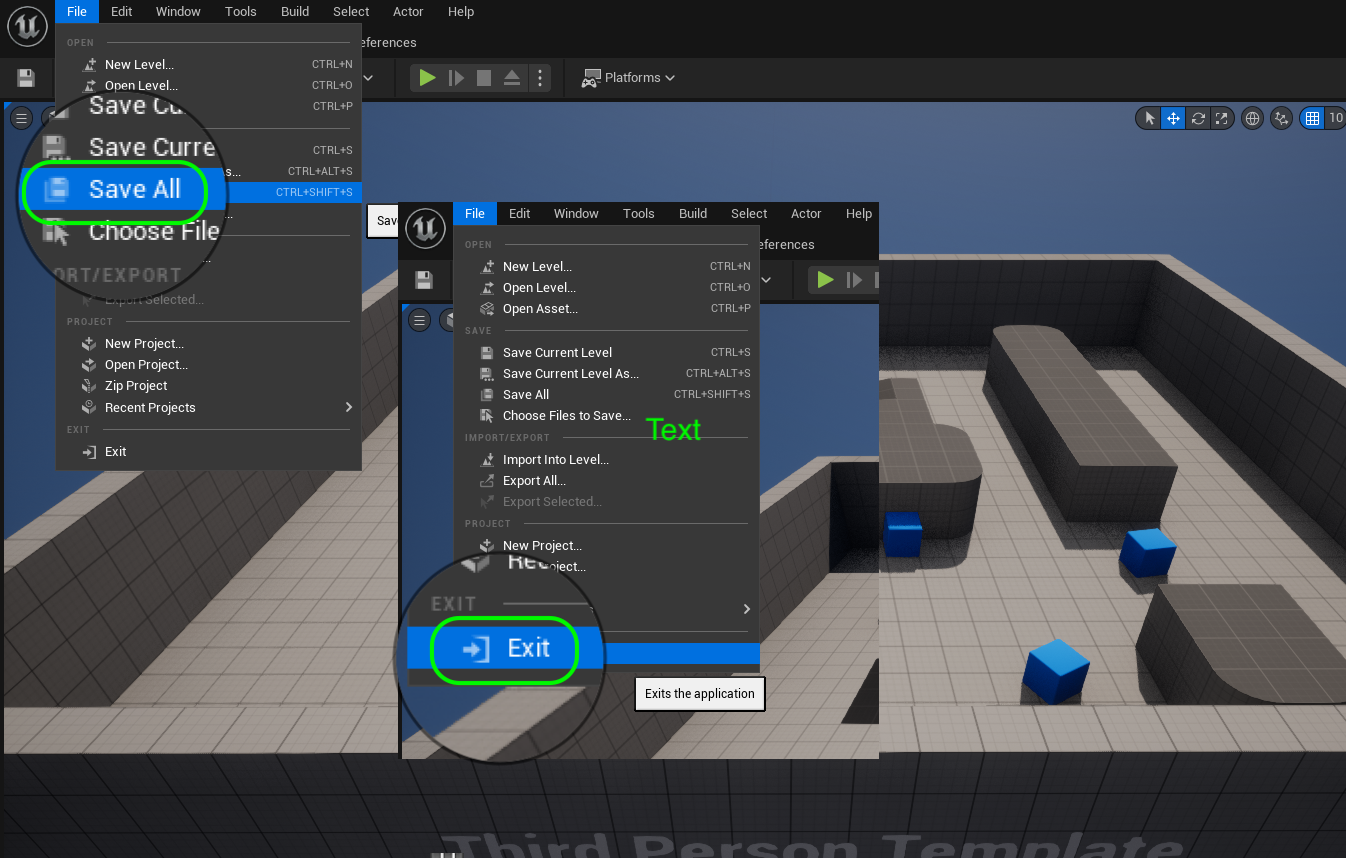 File Edit Window Tools Build Select Actor Help
eferences
OPEN
New Level... CTRL+N
Open Level... CTRL+O
Platforms
CTRL+P
10
Save Cu
Save Curre CTRL+S
s... CTRL+ALT+S
Save All CTRL+SHIFT+S
...
Choose File
...
ORT/EXPORT
Export Selected...
PROJECT
New Project...
Open Project...
Zip Project
Recent Projects
EXIT
Exit
Sav
File Edit Window Tools Build Select Actor Help
eferences
OPEN
New Level... CTRL+N
Open Level... CTRL+O
Open Asset... CTRL+P
SAVE
Save Current Level CTRL+S
Save Current Level As... CTRL+ALT+S
Save All CTRL+SHIFT+S
Choose Files to Save...
Text
IMPORT/EXPORT
Import Into Level...
Export All...
Export Selected...
PROJECT
New Project...
oject...
EXIT
Exit
Exits the application
Third Person Template